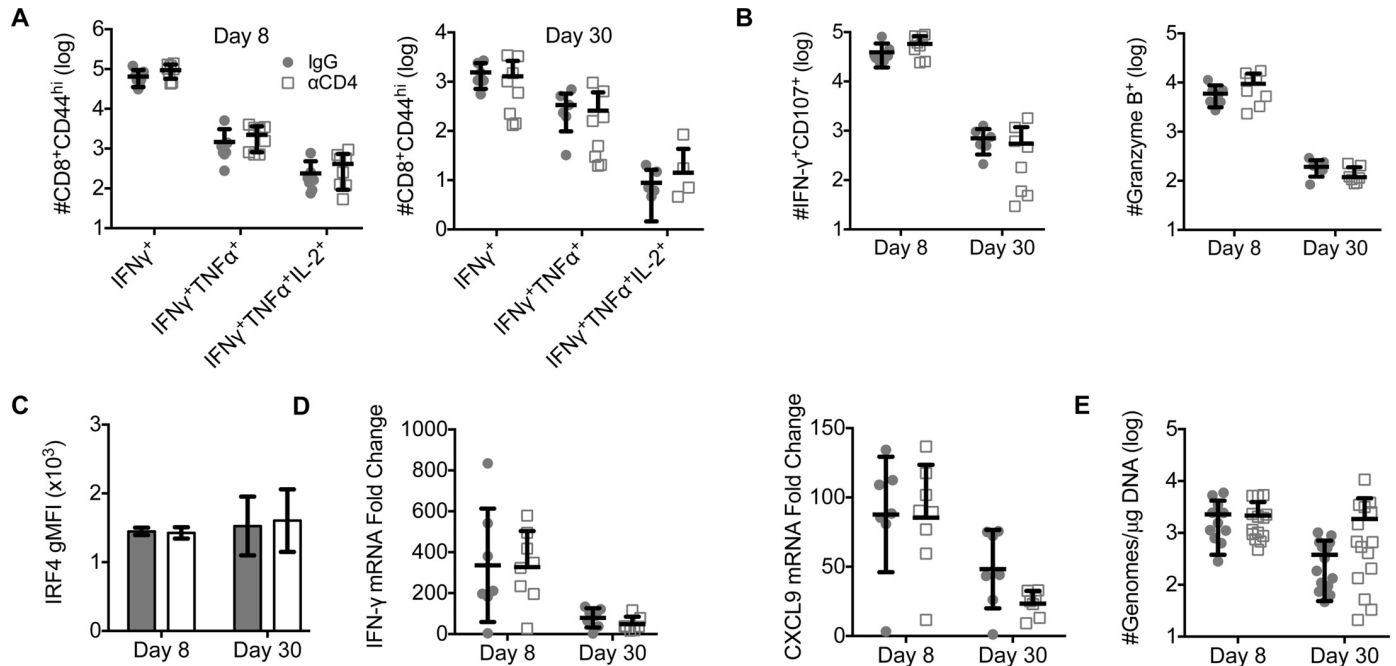 A
#CD8⁺CD44ʰⁱ (log)
5
4
3
2
1
6
Day 8
IgG
αCD4
IFNγ⁺
IFNγ⁺TNFα⁺
IFNγ⁺TNFα⁺IL-2⁺
#CD8⁺CD44ʰⁱ (log)
4
3
2
1
0
Day 30
IFNγ⁺
IFNγ⁺TNFα⁺
IFNγ⁺TNFα⁺IL-2⁺
B
#IFN-γ⁺CD107⁺ (log)
5
4
3
2
1
Day 8
Day 30
#Granzyme B⁺ (log)
5
4
3
2
1
Day 8
Day 30
C
IRF4 gMFI (x10³)
3
2
1
0
Day 8
Day 30
D
IFN-γ mRNA Fold Change
1000
800
600
400
200
0
Day 8
Day 30
CXCL9 mRNA Fold Change
150
100
50
0
Day 8
Day 30
E
#Genomes/µg DNA (log)
5
4
3
2
1
Day 8
Day 30